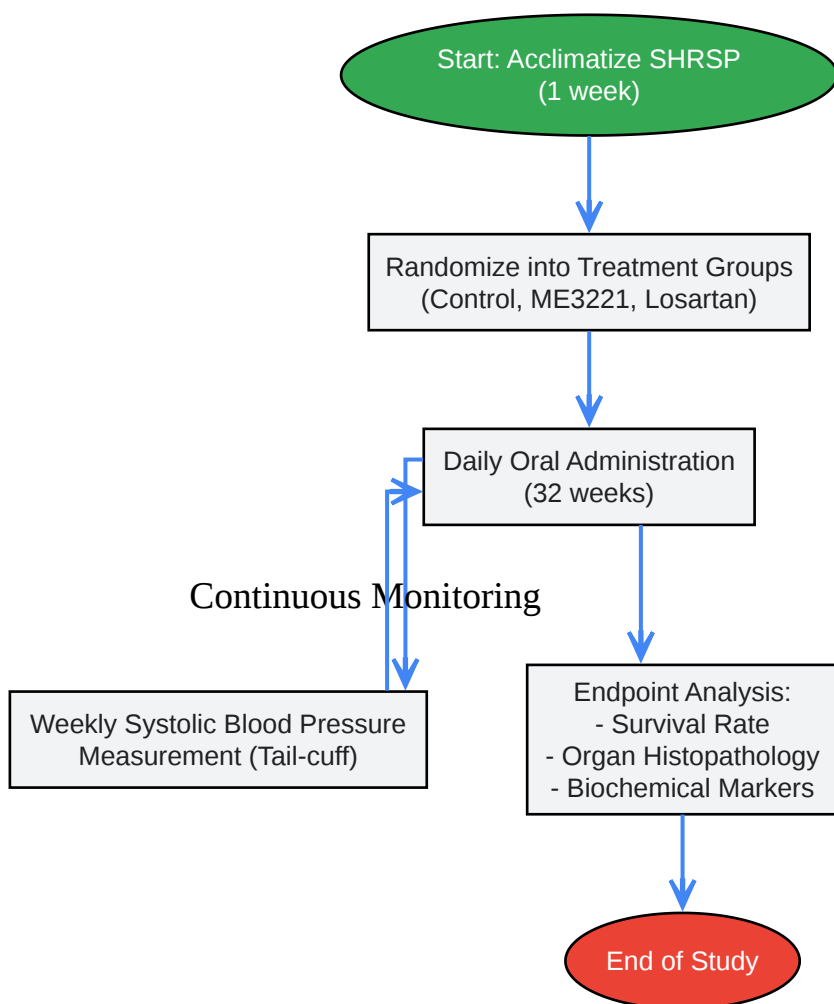 Start: Acclimatize SHRSP
(1 week)
Randomize into Treatment Groups
(Control, ME3221, Losartan)
Daily Oral Administration
(32 weeks)
Continuous Monitoring
Weekly Systolic Blood Pressure
Measurement (Tail-cuff)
Endpoint Analysis:
- Survival Rate
- Organ Histopathology
- Biochemical Markers
End of Study